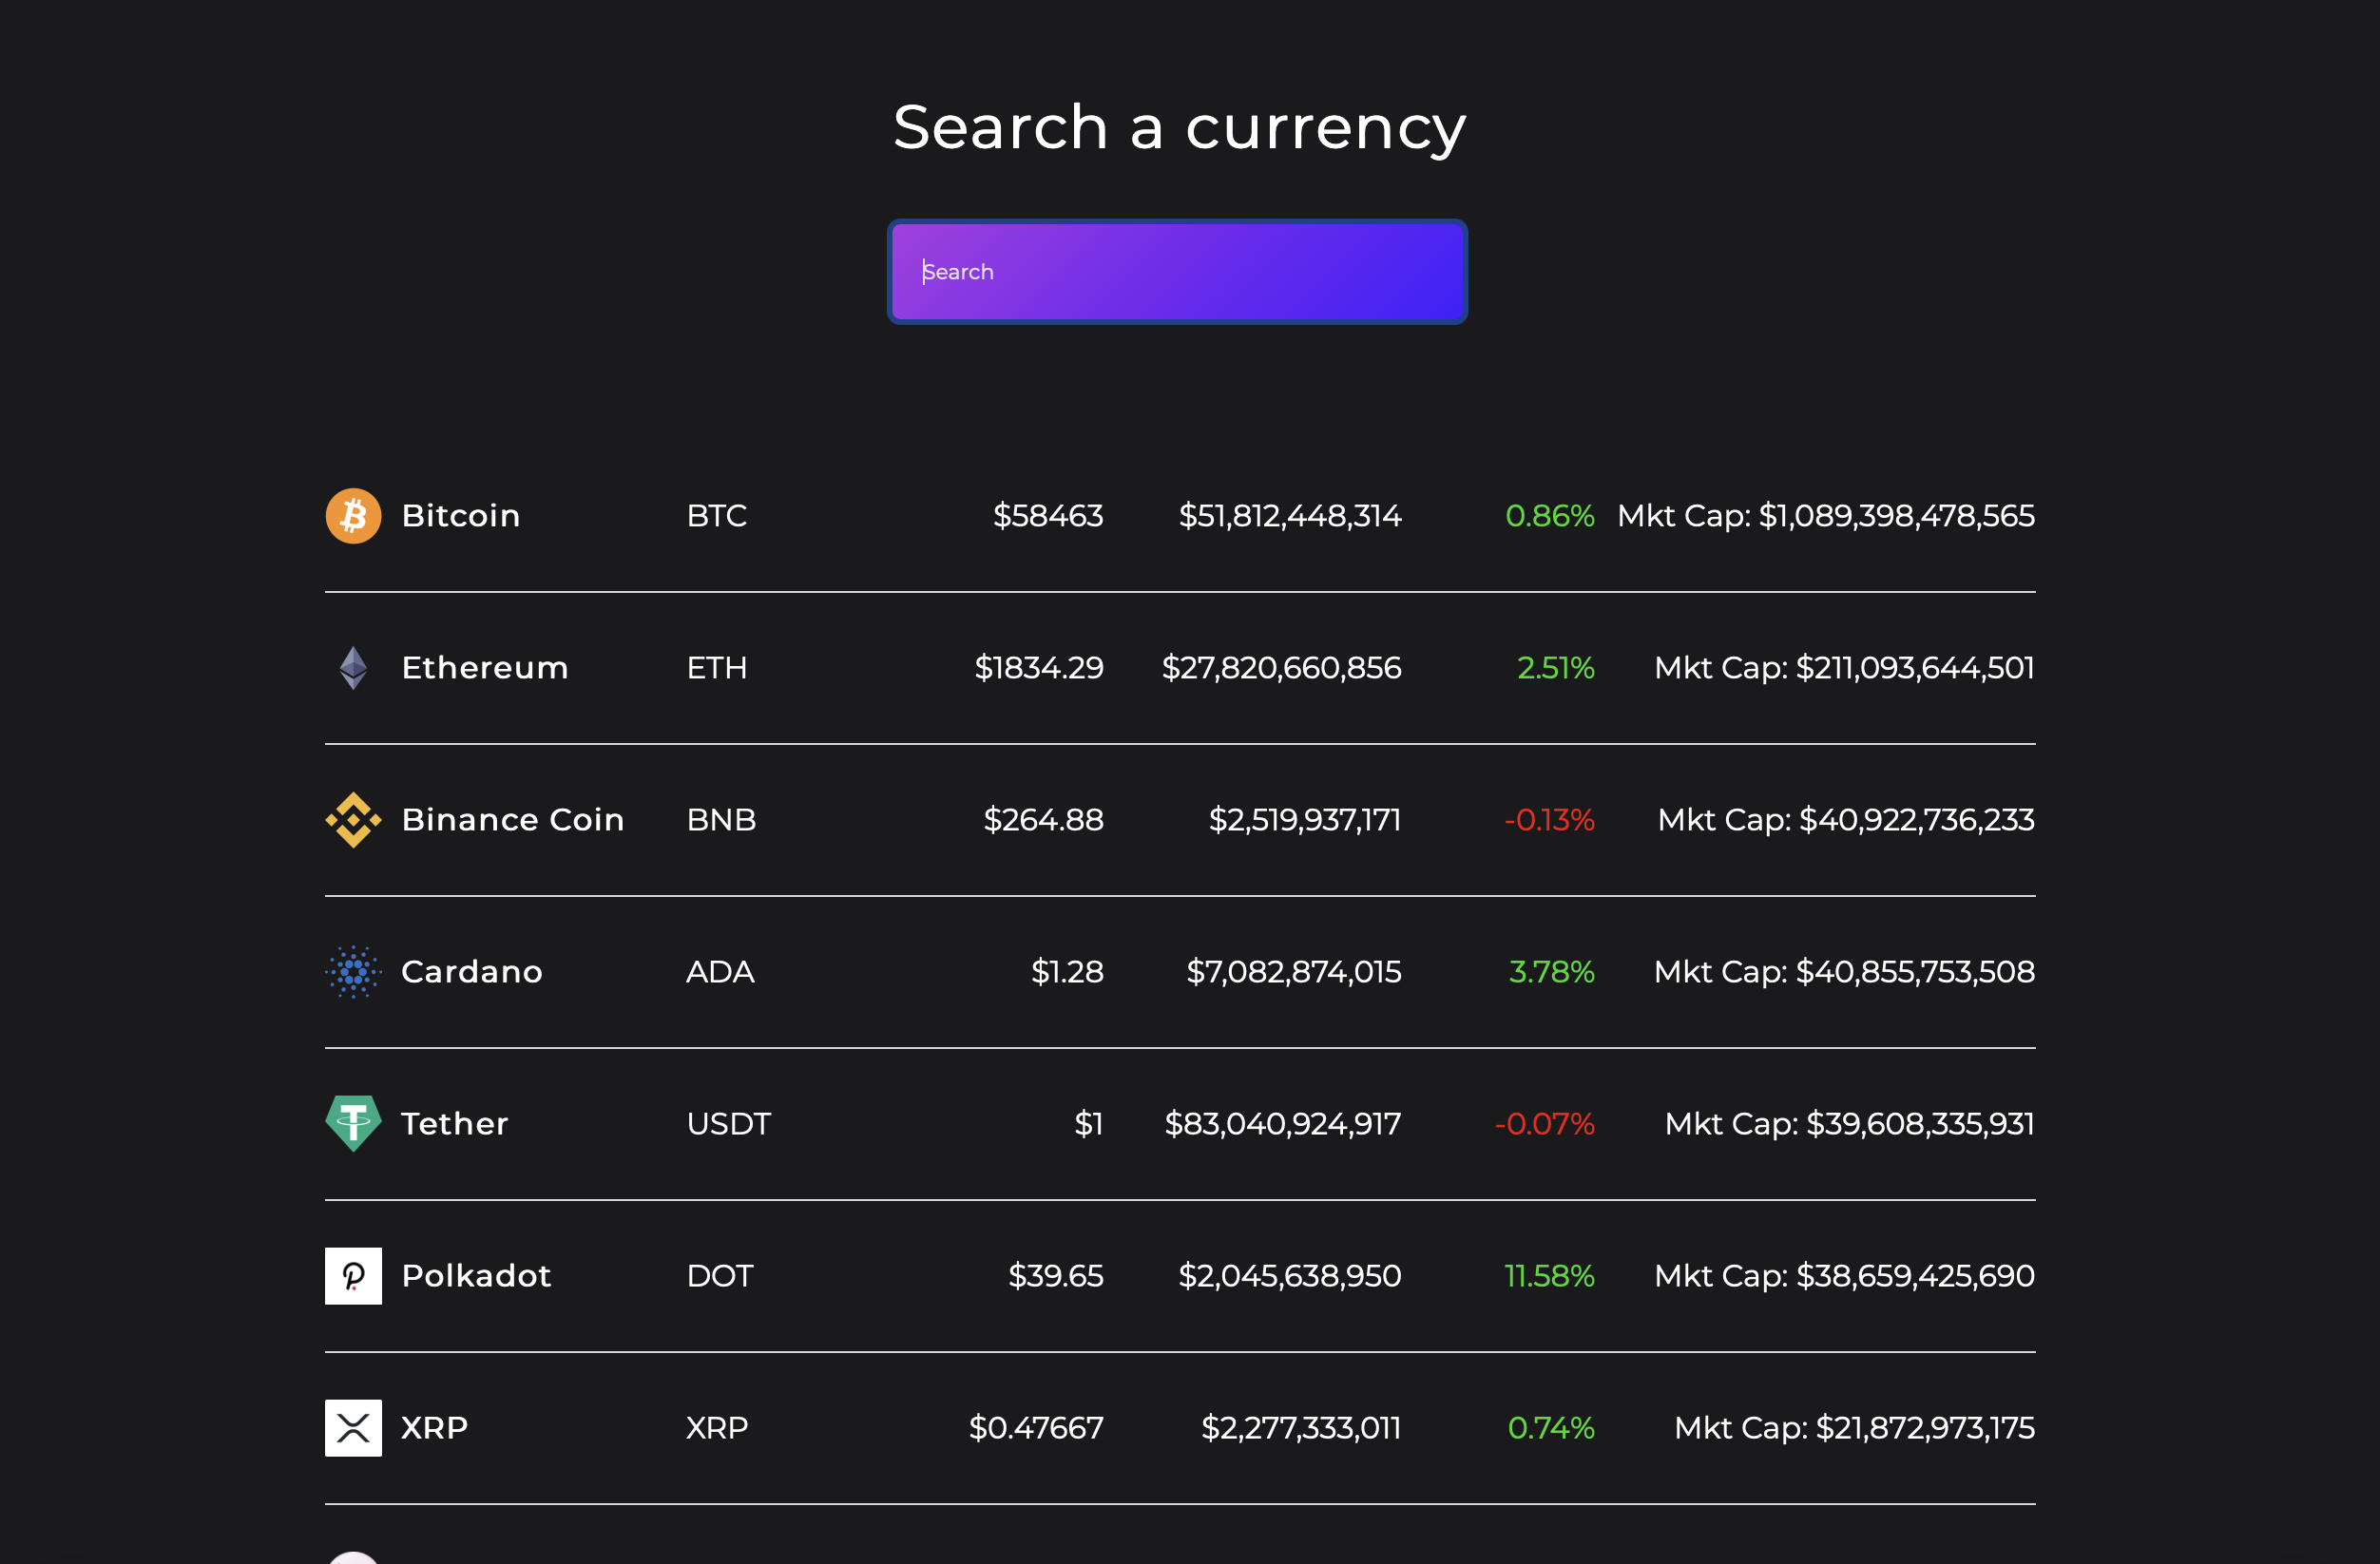 Search a currency
Search
Bitcoin BTC $58463 $51,812,448,314 0.86% Mkt Cap: $1,089,398,478,565
Ethereum ETH $1834.29 $27,820,660,856 2.51% Mkt Cap: $211,093,644,501
Binance Coin BNB $264.88 $2,519,937,171 -0.13% Mkt Cap: $40,922,736,233
Cardano ADA $1.28 $7,082,874,015 3.78% Mkt Cap: $40,855,753,508
Tether USDT $1 $83,040,924,917 -0.07% Mkt Cap: $39,608,335,931
Polkadot DOT $39.65 $2,045,638,950 11.58% Mkt Cap: $38,659,425,690
XRP XRP $0.47667 $2,277,333,011 0.74% Mkt Cap: $21,872,973,175